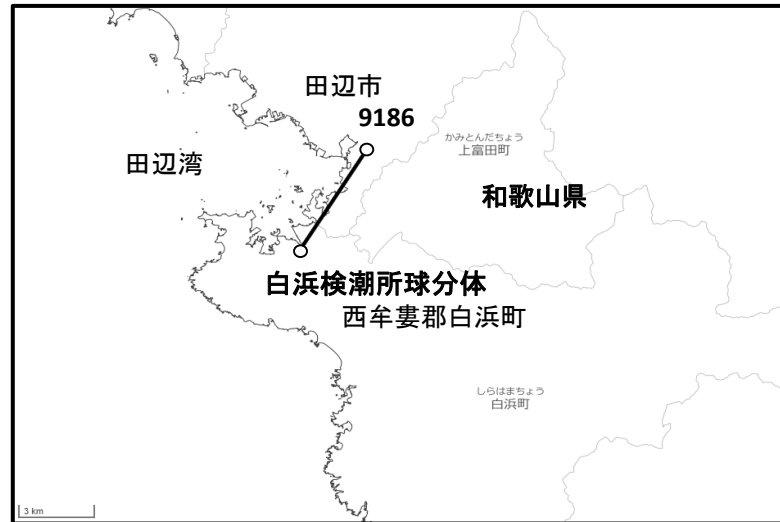 田辺市
9186
かみとんだちょう
上富田町
田辺湾
和歌山県
白浜検潮所球分体
西牟婁郡白浜町
しらはまちょう
白浜町
3 km